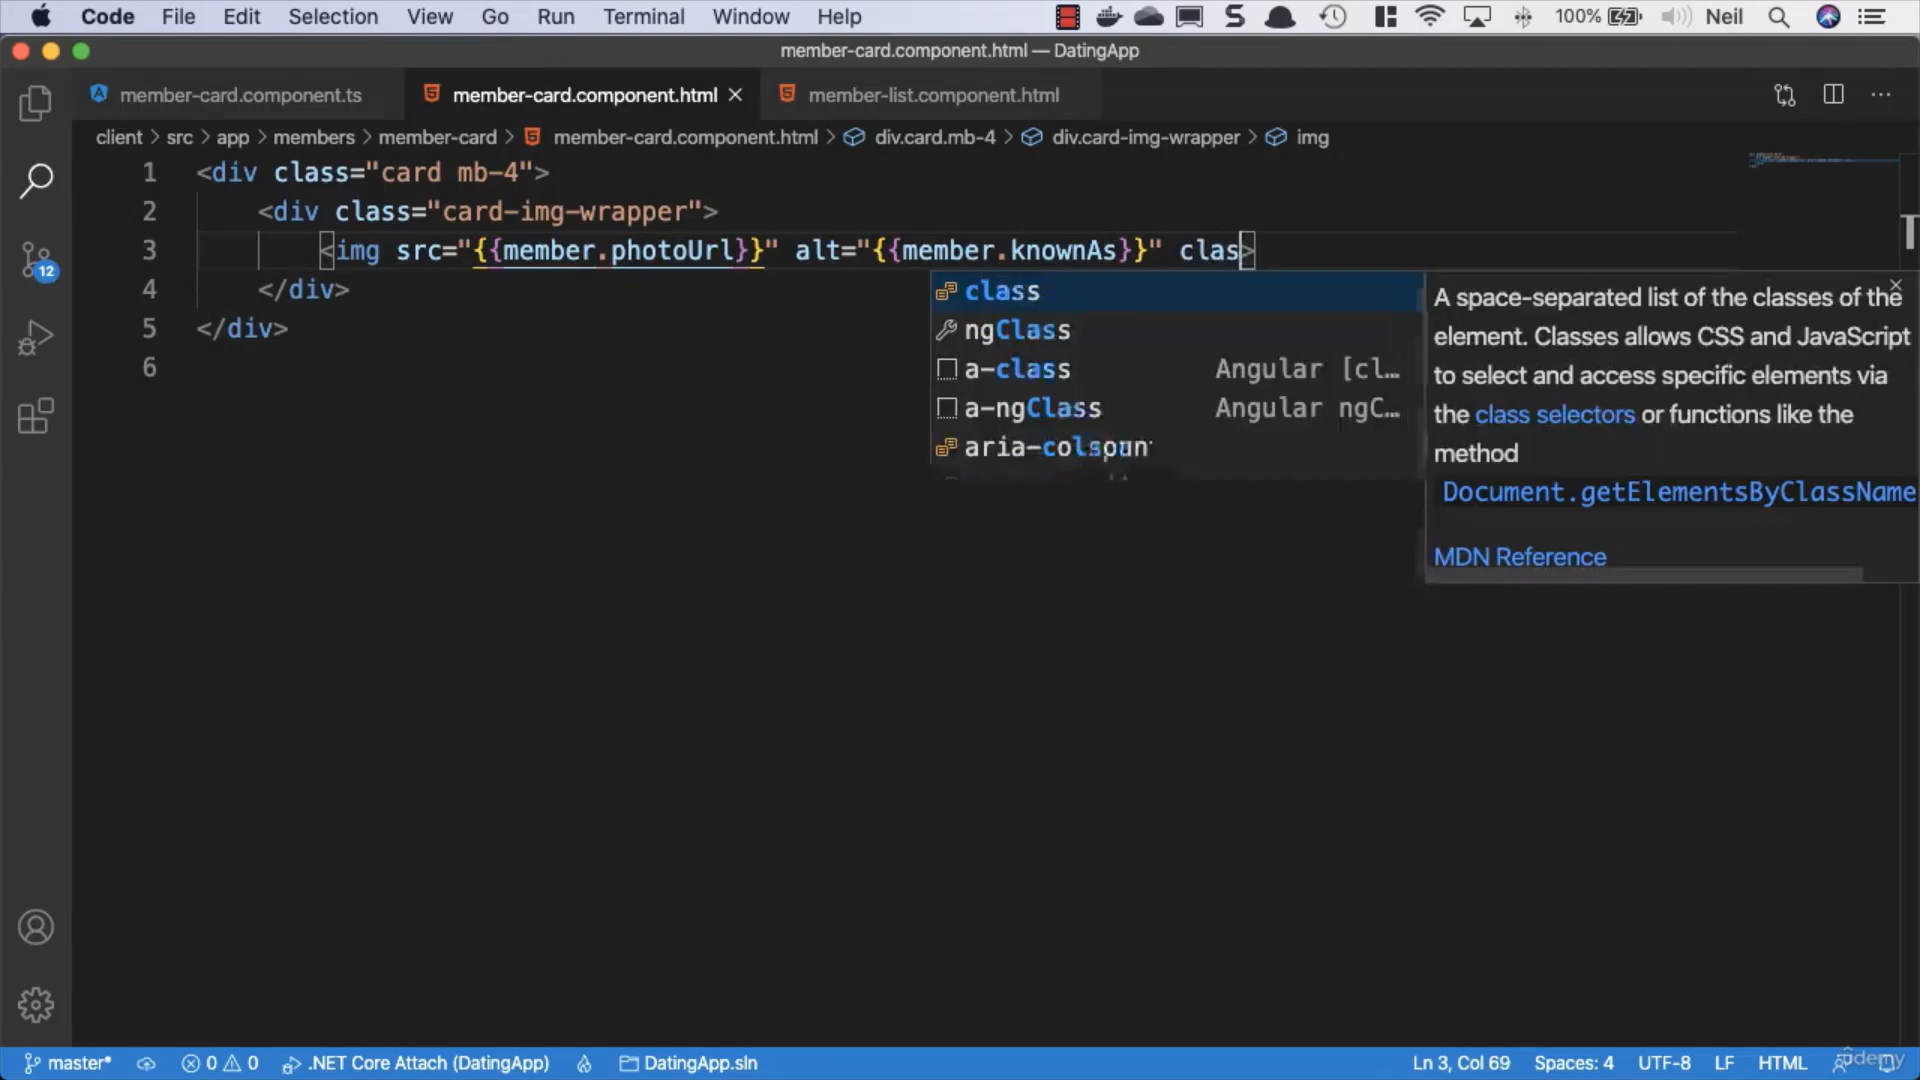 Code File Edit Selection View Go Run Terminal Window Help 100% Neil
member-card.component.html — DatingApp
member-card.component.ts member-card.component.html member-list.component.html
client > src > app > members > member-card > member-card.component.html > div.card.mb-4 > div.card-img-wrapper > img
1 <div class="card mb-4">
2 <div class="card-img-wrapper">
3 <img src="{{member.photoUrl}}" alt="{{member.knownAs}}" clas>
4 </div>
5 </div>
6
class
ngClass
a-class Angular [cl…
a-ngClass Angular ngC…
aria-colspan
A space-separated list of the classes of the
element. Classes allows CSS and JavaScript
to select and access specific elements via
the class selectors or functions like the
method
Document.getElementsByClassName
MDN Reference
12
master* 0 0 .NET Core Attach (DatingApp) DatingApp.sln Ln 3, Col 69 Spaces: 4 UTF-8 LF HTML
udemy